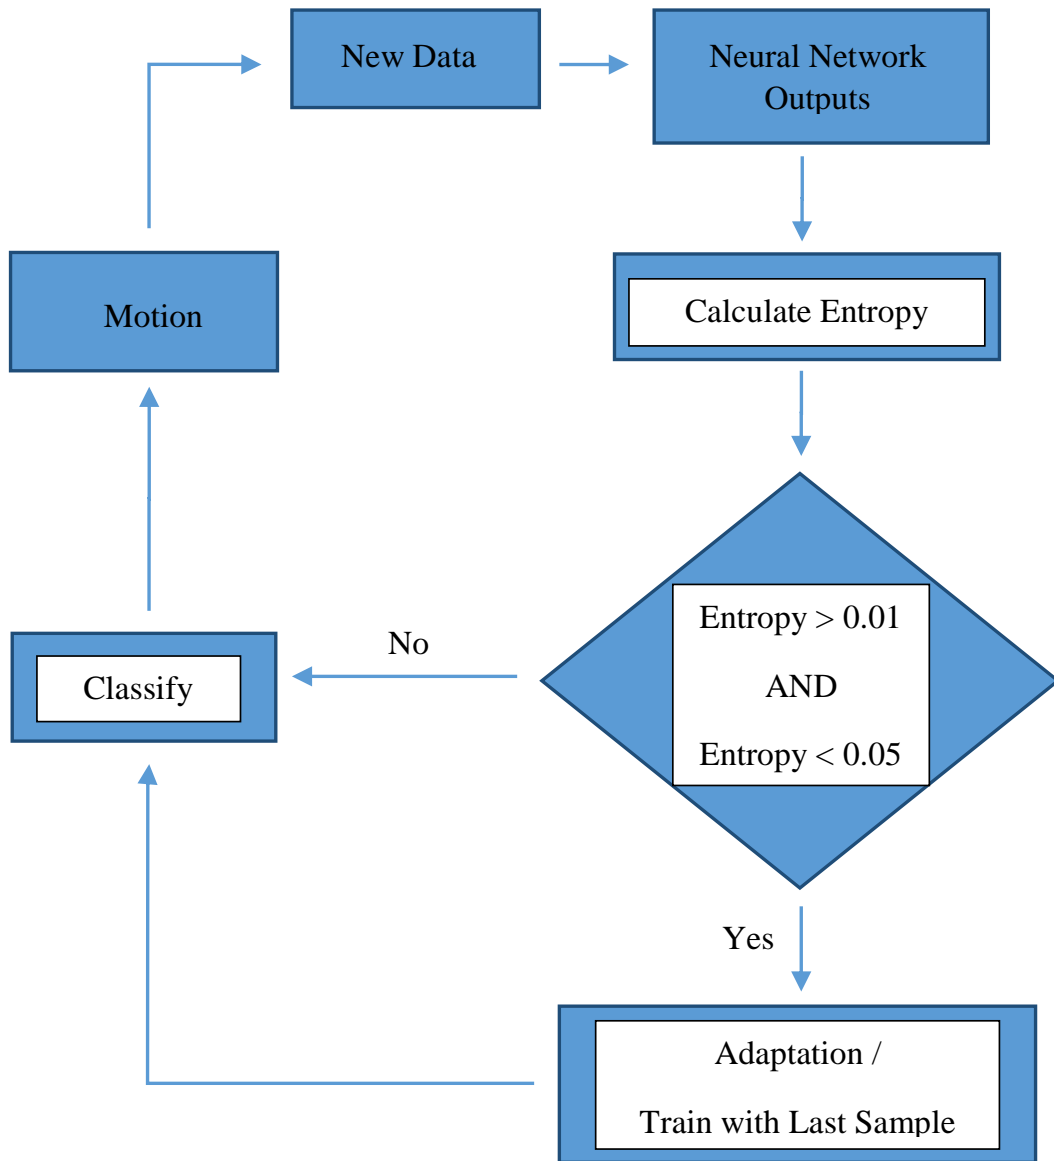 New Data
Neural Network
Outputs
Motion
Calculate Entropy
Entropy > 0.01
AND
Entropy < 0.05
No
Classify
Yes
Adaptation /
Train with Last Sample